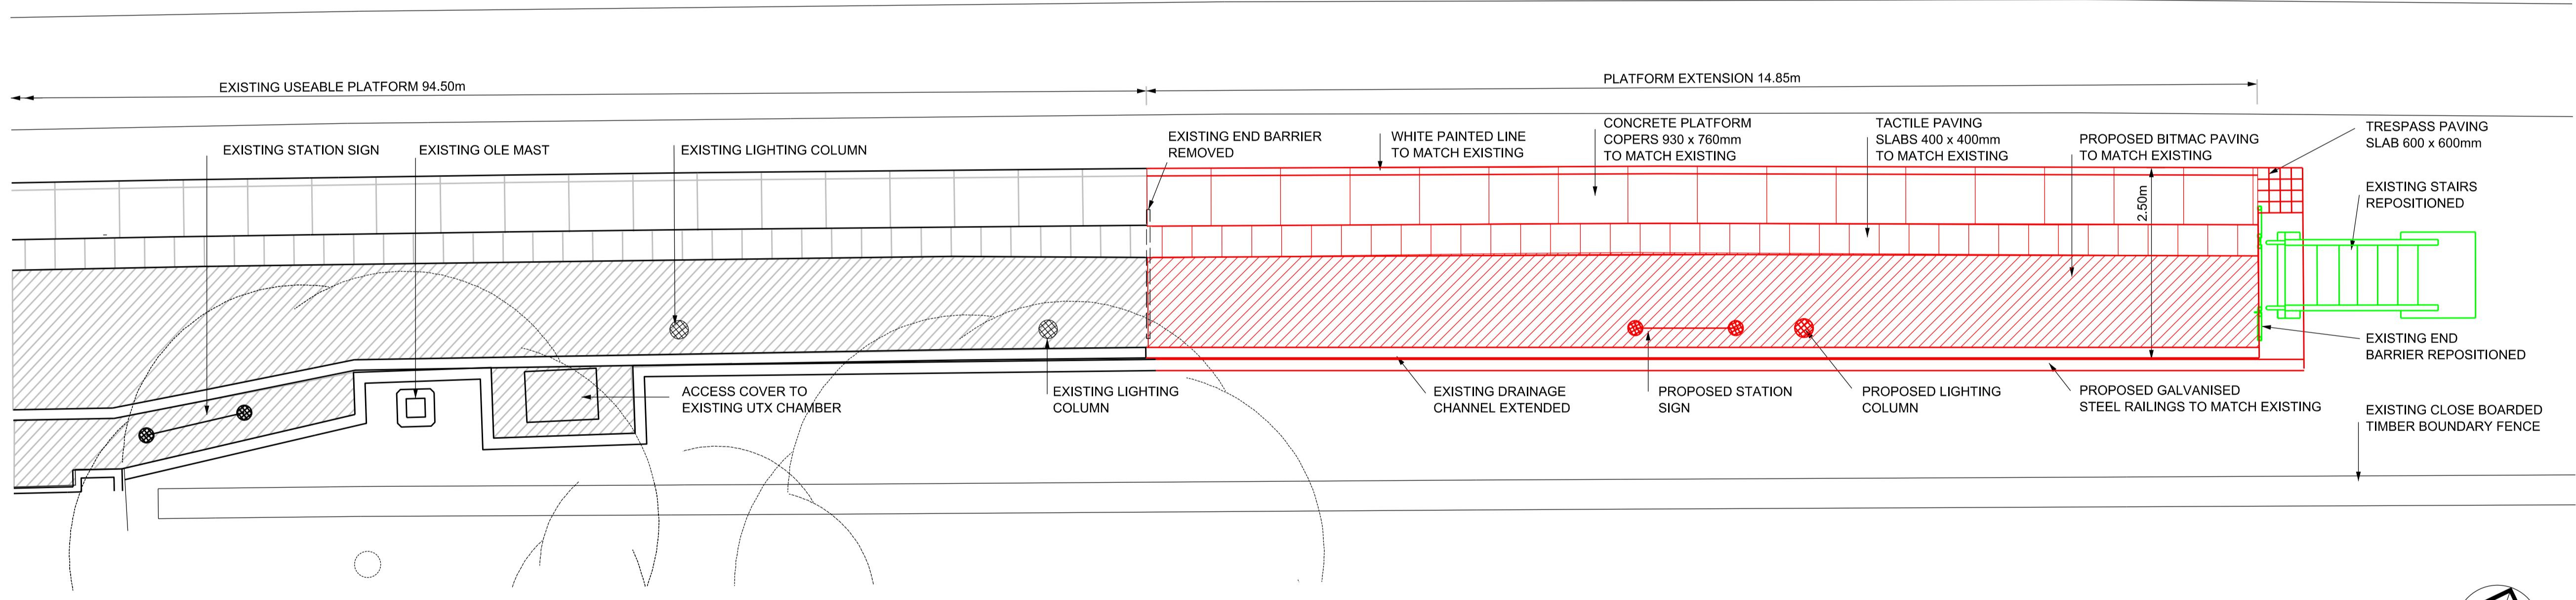 EXISTING USEABLE PLATFORM 94.50m
PLATFORM EXTENSION 14.85m
EXISTING STATION SIGN
EXISTING OLE MAST
EXISTING LIGHTING COLUMN
EXISTING END BARRIER
REMOVED
WHITE PAINTED LINE
TO MATCH EXISTING
CONCRETE PLATFORM
COPERS 930 x 760mm
TO MATCH EXISTING
TACTILE PAVING
SLABS 400 x 400mm
TO MATCH EXISTING
PROPOSED BITMAC PAVING
TO MATCH EXISTING
TRESPASS PAVING
SLAB 600 x 600mm
EXISTING STAIRS
REPOSITIONED
2.50m
EXISTING END
BARRIER REPOSITIONED
ACCESS COVER TO
EXISTING UTX CHAMBER
EXISTING LIGHTING
COLUMN
EXISTING DRAINAGE
CHANNEL EXTENDED
PROPOSED STATION
SIGN
PROPOSED LIGHTING
COLUMN
PROPOSED GALVANISED
STEEL RAILINGS TO MATCH EXISTING
EXISTING CLOSE BOARDED
TIMBER BOUNDARY FENCE